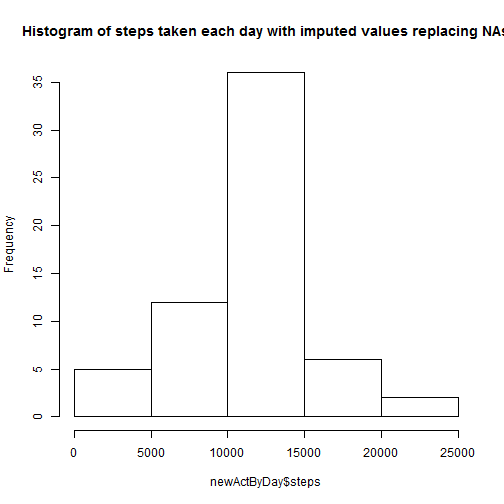 Histogram of steps taken each day with imputed values replacing NAs
35
30
25
20
15
10
5
0
Frequency
0 5000 10000 15000 20000 25000
newActByDay$steps